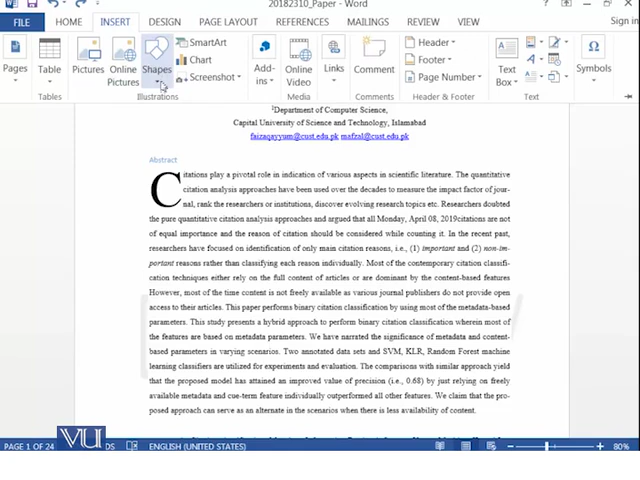 20182310_Paper - Word
FILE HOME INSERT DESIGN PAGE LAYOUT REFERENCES MAILINGS REVIEW VIEW Sign in
Pages Table Pictures Online Pictures Shapes SmartArt Chart Screenshot Add-ins Online Video Links Comment Header Footer Page Number Text Box Symbols
Tables Illustrations Media Comments Header & Footer Text
²Department of Computer Science,
Capital University of Science and Technology, Islamabad
faizaqayyum@cust.edu.pk mafzal@cust.edu.pk
Abstract
Citations play a pivotal role in indication of various aspects in scientific literature. The quantitative
citation analysis approaches have been used over the decades to measure the impact factor of jour-
nal, rank the researchers or institutions, discover evolving research topics etc. Researchers doubted
the pure quantitative citation analysis approaches and argued that all Monday, April 08, 2019citations are not
of equal importance and the reason of citation should be considered while counting it. In the recent past,
researchers have focused on identification of only main citation reasons, i.e., (1) important and (2) non-im-
portant reasons rather than classifying each reason individually. Most of the contemporary citation classifi-
cation techniques either rely on the full content of articles or are dominated by the content-based features
However, most of the time content is not freely available as various journal publishers do not provide open
access to their articles. This paper performs binary citation classification by using most of the metadata-based
parameters. This study presents a hybrid approach to perform binary citation classification wherein most of
the features are based on metadata parameters. We have narrated the significance of metadata and content-
based parameters in varying scenarios. Two annotated data sets and SVM, KLR, Random Forest machine
learning classifiers are utilized for experiments and evaluation. The comparisons with similar approach yield
that the proposed model has attained an improved value of precision (i.e., 0.68) by just relying on freely
available metadata and cue-term feature individually outperformed all other features. We claim that the pro-
posed approach can serve as an alternate in the scenarios when there is less availability of content.
PAGE 1 OF 24 VU DS ENGLISH (UNITED STATES) 80%